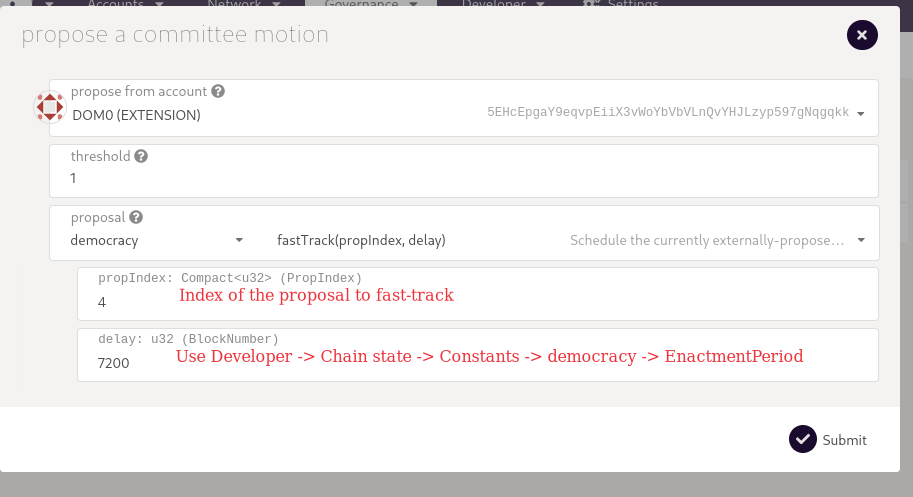 Accounts Network Governance Developer Settings
propose a committee motion
propose from account
DOM0 (EXTENSION) 5EHcEpgaY9eqvpEiiX3vWoYbVbVLnQvYHJLzyp597gNqgqkk
threshold
1
proposal
democracy fastTrack(propIndex, delay) Schedule the currently externally-propose...
propIndex: Compact<u32> (PropIndex)
4 Index of the proposal to fast-track
delay: u32 (BlockNumber)
7200 Use Developer -> Chain state -> Constants -> democracy -> EnactmentPeriod
Submit